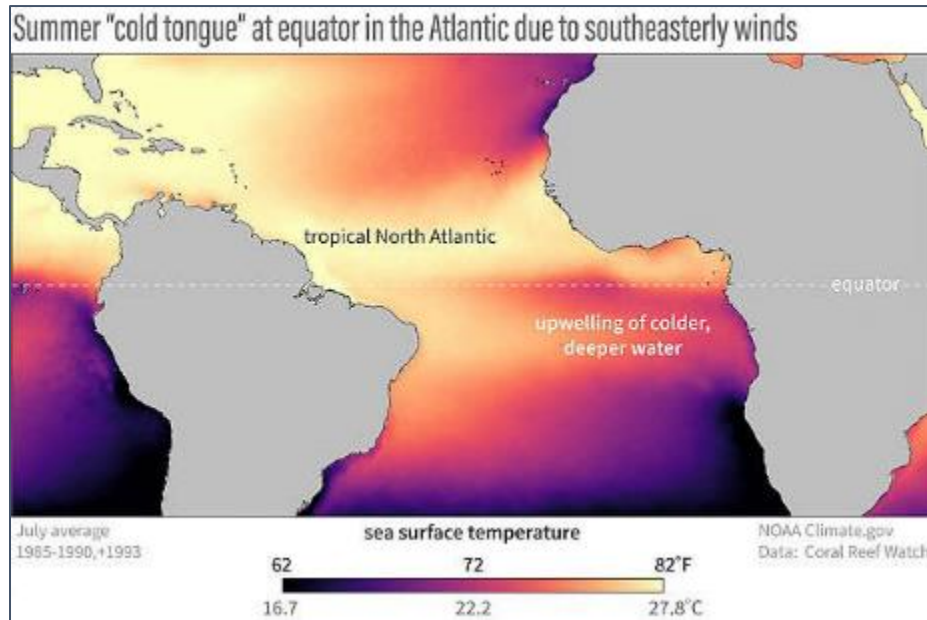 Summer "cold tongue" at equator in the Atlantic due to southeasterly winds
tropical North Atlantic
equator
upwelling of colder,
deeper water
July average
1985-1990,+1993
sea surface temperature
62 72 82°F
16.7 22.2 27.8°C
NOAA Climate.gov
Data: Coral Reef Watch